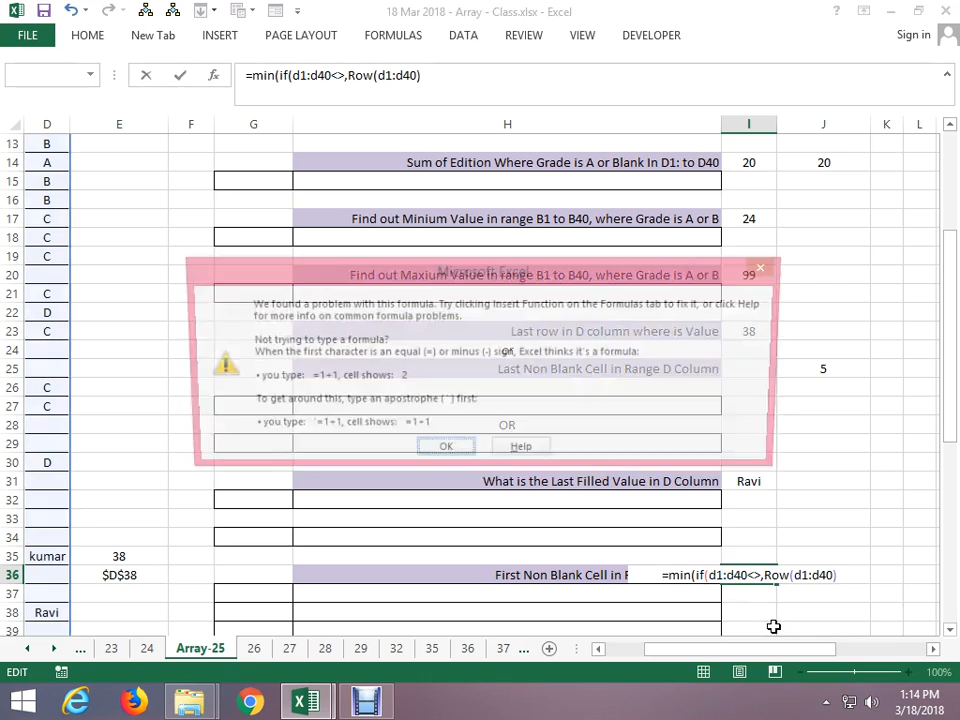 18 Mar 2018 - Array - Class.xlsx - Excel
FILE HOME New Tab INSERT PAGE LAYOUT FORMULAS DATA REVIEW VIEW DEVELOPER Sign in
=min(if(d1:d40<>,Row(d1:d40)
D E F G H I J K L
13 B
14 A Sum of Edition Where Grade is A or Blank In D1: to D40 20 20
15 B
16 B
17 C Find out Minium Value in range B1 to B40, where Grade is A or B 24
18 C
19 C
Microsoft Excel
20 Find out Maxium Value in range B1 to B40, where Grade is A or B 99
21 C
We found a problem with this formula. Try clicking Insert Function on the Formulas tab to fix it, or click Help
for more info on common formula problems.
22 D
23 C Last row in D column where is Value 38
Not trying to type a formula?
When the first character is an equal (=) or minus (-) sign, Excel thinks it's a formula:
24 OR
25 Last Non Blank Cell in Range D Column 5
• you type: =1+1, cell shows: 2
26 C
To get around this, type an apostrophe ( ' ) first:
27 C
• you type: '=1+1, cell shows: =1+1
28 OR
29
OK Help
30 D
31 What is the Last Filled Value in D Column Ravi
32
33
34
35 kumar 38
36 $D$38 First Non Blank Cell in =min(if(d1:d40<>,Row(d1:d40)
37
38 Ravi
39
... 23 24 Array-25 26 27 28 29 32 35 36 37 ...
EDIT 100%
1:14 PM
3/18/2018